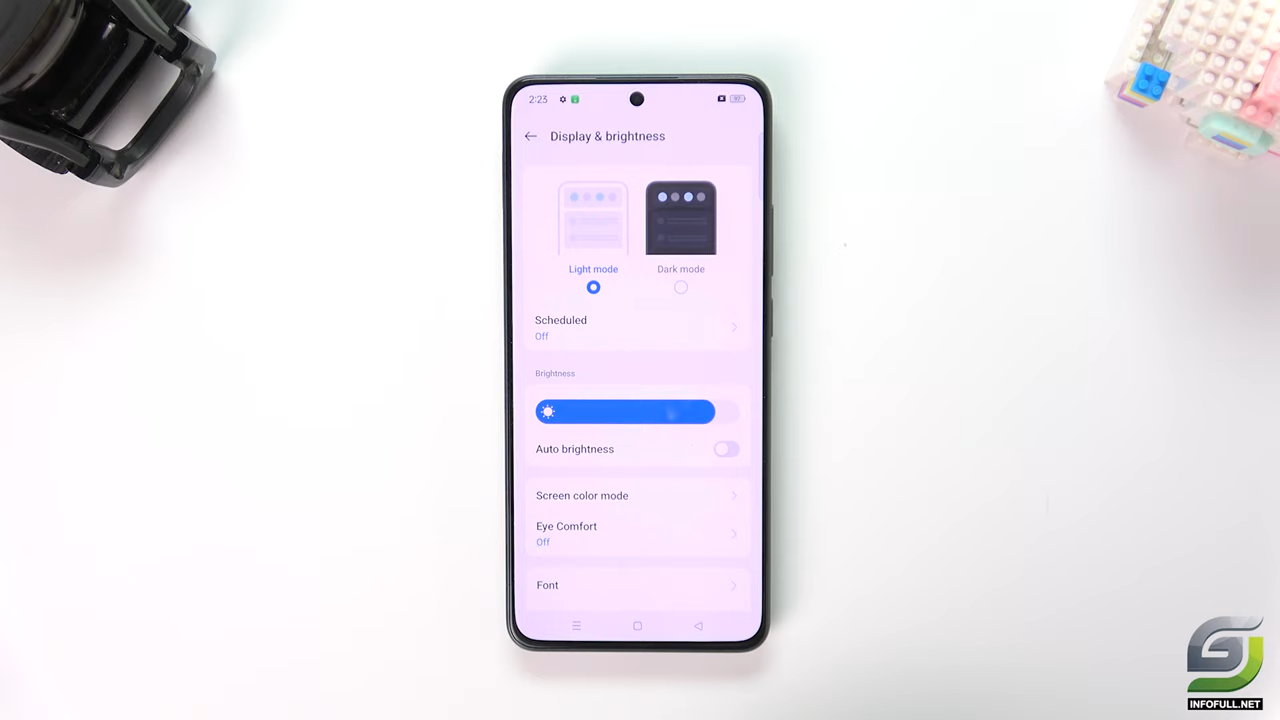 2:23
97
Display & brightness
Light mode
Dark mode
Scheduled
Off
Brightness
Auto brightness
Screen color mode
Eye Comfort
Off
Font
INFOFULL.NET